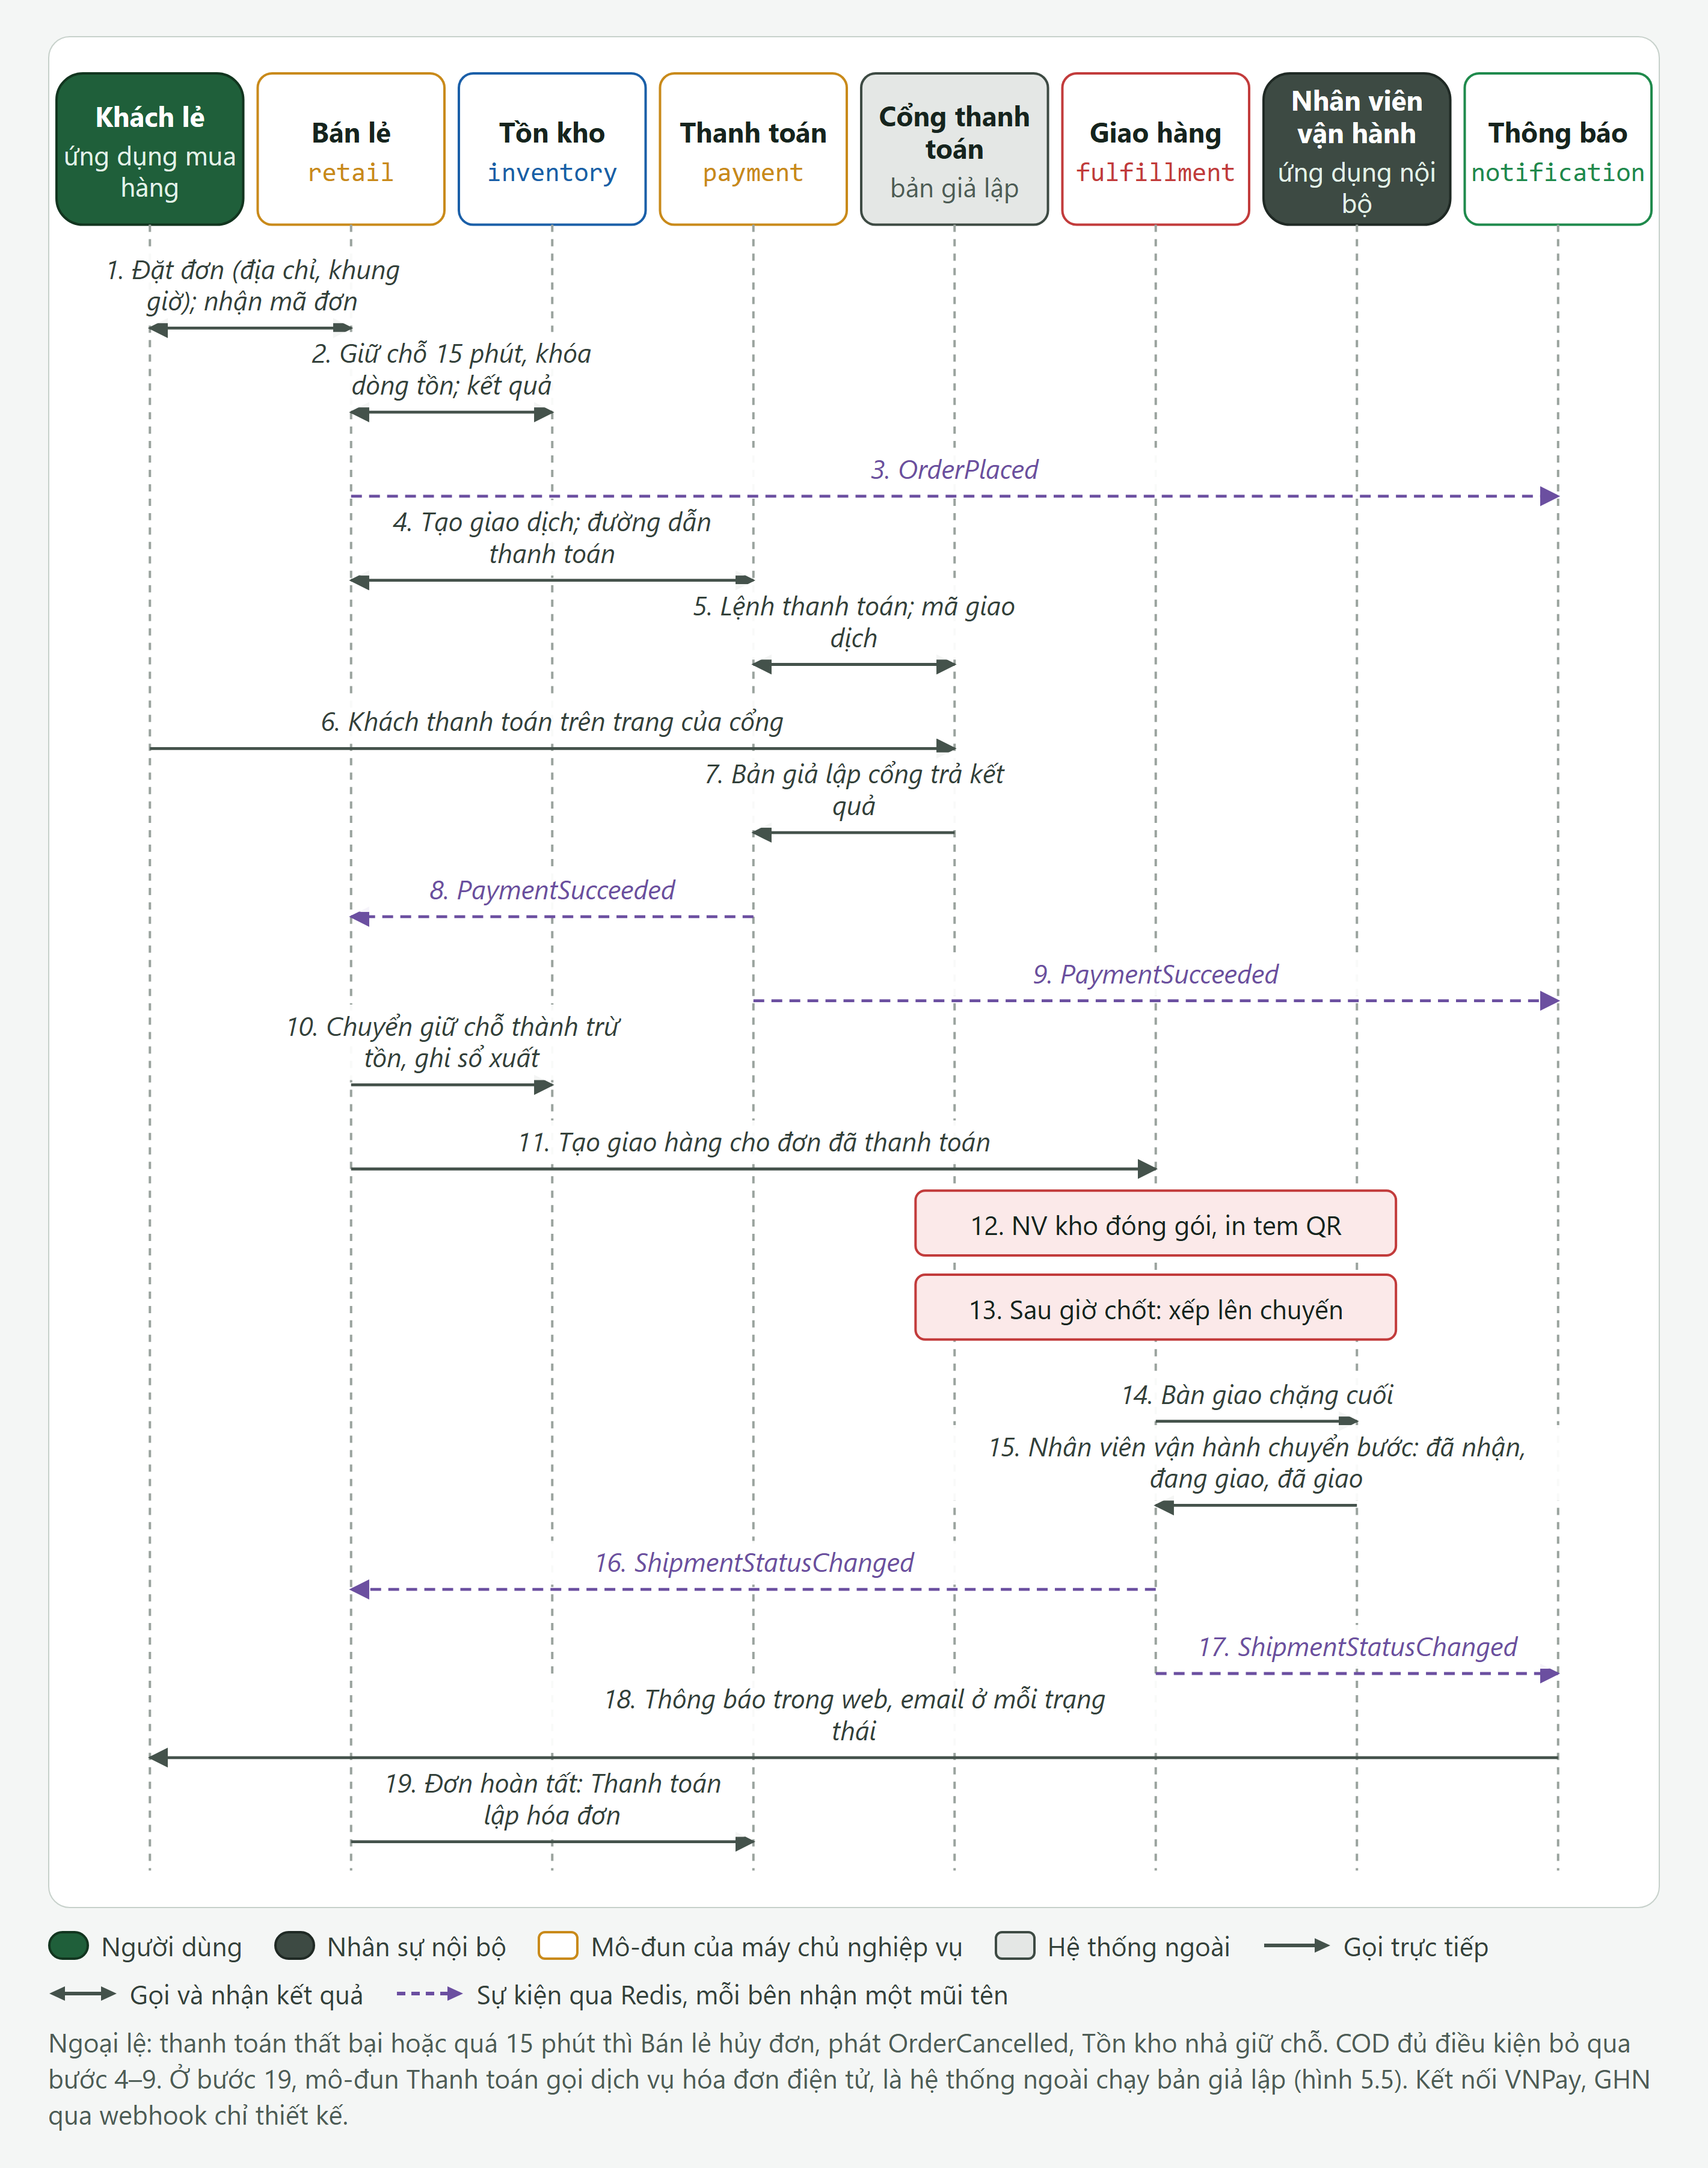 Khách lẻ
ứng dụng mua
hàng
Bán lẻ
retail
Tồn kho
inventory
Thanh toán
payment
Cổng thanh
toán
bản giả lập
Giao hàng
fulfillment
Nhân viên
vận hành
ứng dụng nội
bộ
Thông báo
notification
1. Đặt đơn (địa chỉ, khung
giờ); nhận mã đơn
2. Giữ chỗ 15 phút, khóa
dòng tồn; kết quả
3. OrderPlaced
4. Tạo giao dịch; đường dẫn
thanh toán
5. Lệnh thanh toán; mã giao
dịch
6. Khách thanh toán trên trang của cổng
7. Bản giả lập cổng trả kết
quả
8. PaymentSucceeded
9. PaymentSucceeded
10. Chuyển giữ chỗ thành trừ
tồn, ghi sổ xuất
11. Tạo giao hàng cho đơn đã thanh toán
12. NV kho đóng gói, in tem QR
13. Sau giờ chốt: xếp lên chuyến
14. Bàn giao chặng cuối
15. Nhân viên vận hành chuyển bước: đã nhận,
đang giao, đã giao
16. ShipmentStatusChanged
17. ShipmentStatusChanged
18. Thông báo trong web, email ở mỗi trạng
thái
19. Đơn hoàn tất: Thanh toán
lập hóa đơn
Người dùng
Nhân sự nội bộ
Mô-đun của máy chủ nghiệp vụ
Hệ thống ngoài
Gọi trực tiếp
Gọi và nhận kết quả
Sự kiện qua Redis, mỗi bên nhận một mũi tên
Ngoại lệ: thanh toán thất bại hoặc quá 15 phút thì Bán lẻ hủy đơn, phát OrderCancelled, Tồn kho nhả giữ chỗ. COD đủ điều kiện bỏ qua
bước 4–9. Ở bước 19, mô-đun Thanh toán gọi dịch vụ hóa đơn điện tử, là hệ thống ngoài chạy bản giả lập (hình 5.5). Kết nối VNPay, GHN
qua webhook chỉ thiết kế.